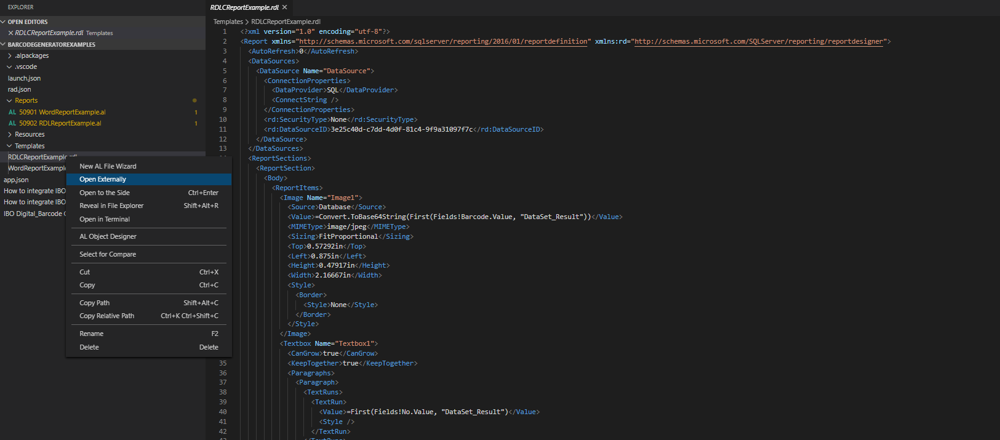 EXPLORER
OPEN EDITORS
RDLCReportExample.rdl Templates
BARCODEGENERATOREXAMPLES
.alpackages
.vscode
launch.json
rad.json
Reports
AL 50901 WordReportExample.al 1
AL 50902 RDLReportExample.al 1
Resources
Templates
RDLCReportExample.rdl
WordReportExample
app.json
How to integrate IBO
How to integrate IBO
IBO Digital_Barcode
New AL File Wizard
Open Externally
Open to the Side Ctrl+Enter
Reveal in File Explorer Shift+Alt+R
Open in Terminal
AL Object Designer
Select for Compare
Cut Ctrl+X
Copy Ctrl+C
Copy Path Shift+Alt+C
Copy Relative Path Ctrl+K Ctrl+Shift+C
Rename F2
Delete Delete
RDLCReportExample.rdl
Templates > RDLCReportExample.rdl
1 <?xml version="1.0" encoding="utf-8"?>
2 <Report xmlns="http://schemas.microsoft.com/sqlserver/reporting/2016/01/reportdefinition" xmlns:rd="http://schemas.microsoft.com/SQLServer/reporting/reportdesigner">
3 <AutoRefresh>0</AutoRefresh>
4 <DataSources>
5 <DataSource Name="DataSource">
6 <ConnectionProperties>
7 <DataProvider>SQL</DataProvider>
8 <ConnectString />
9 </ConnectionProperties>
10 <rd:SecurityType>None</rd:SecurityType>
11 <rd:DataSourceID>3e25c40d-c7dd-4d0f-81c4-9f9a31097f7c</rd:DataSourceID>
12 </DataSource>
13 </DataSources>
<ReportSections>
<ReportSection>
<Body>
<ReportItems>
<Image Name="Image1">
<Source>Database</Source>
<Value>=Convert.ToBase64String(First(Fields!Barcode.Value, "DataSet_Result"))</Value>
<MIMEType>image/jpeg</MIMEType>
<Sizing>FitProportional</Sizing>
<Top>0.57292in</Top>
<Left>0.875in</Left>
<Height>0.47917in</Height>
<Width>2.16667in</Width>
<Style>
<Border>
<Style>None</Style>
</Border>
</Style>
</Image>
<Textbox Name="Textbox1">
<CanGrow>true</CanGrow>
35 <KeepTogether>true</KeepTogether>
36 <Paragraphs>
37 <Paragraph>
38 <TextRuns>
39 <TextRun>
40 <Value>=First(Fields!No.Value, "DataSet_Result")</Value>
41 <Style />
42 </TextRun>
</TextRuns>